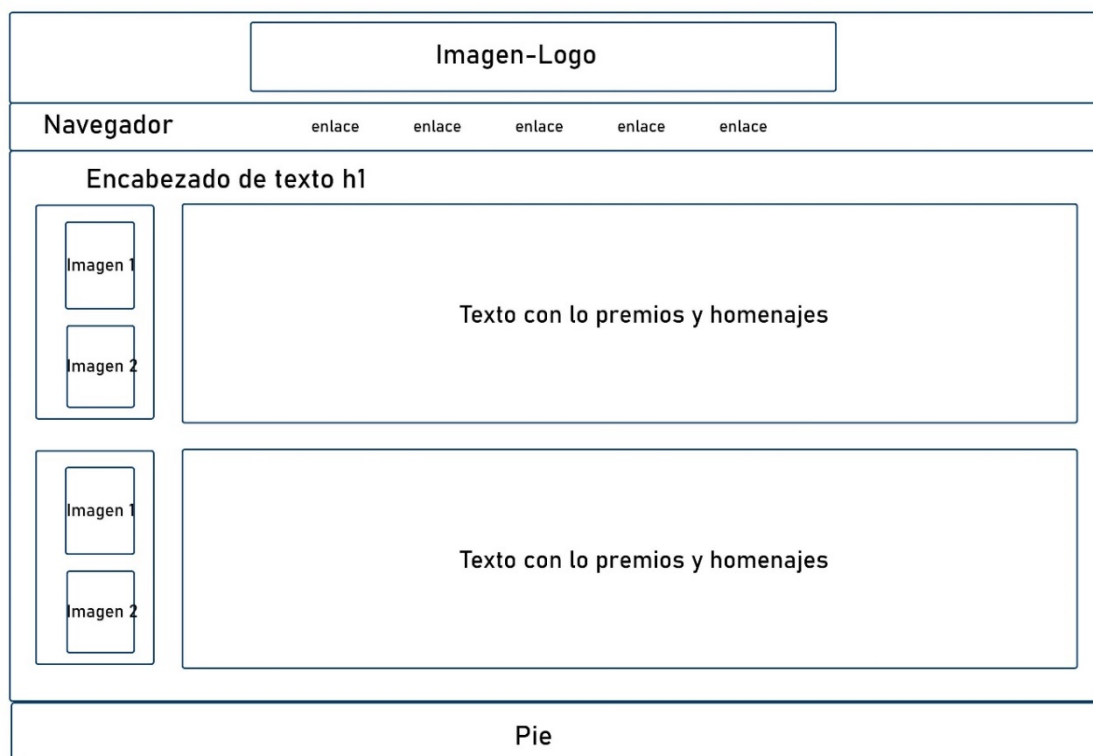 Imagen-Logo
Navegador enlace enlace enlace enlace enlace
Encabezado de texto h1
Imagen 1
Imagen 2
Texto con lo premios y homenajes
Imagen 1
Imagen 2
Texto con lo premios y homenajes
Pie